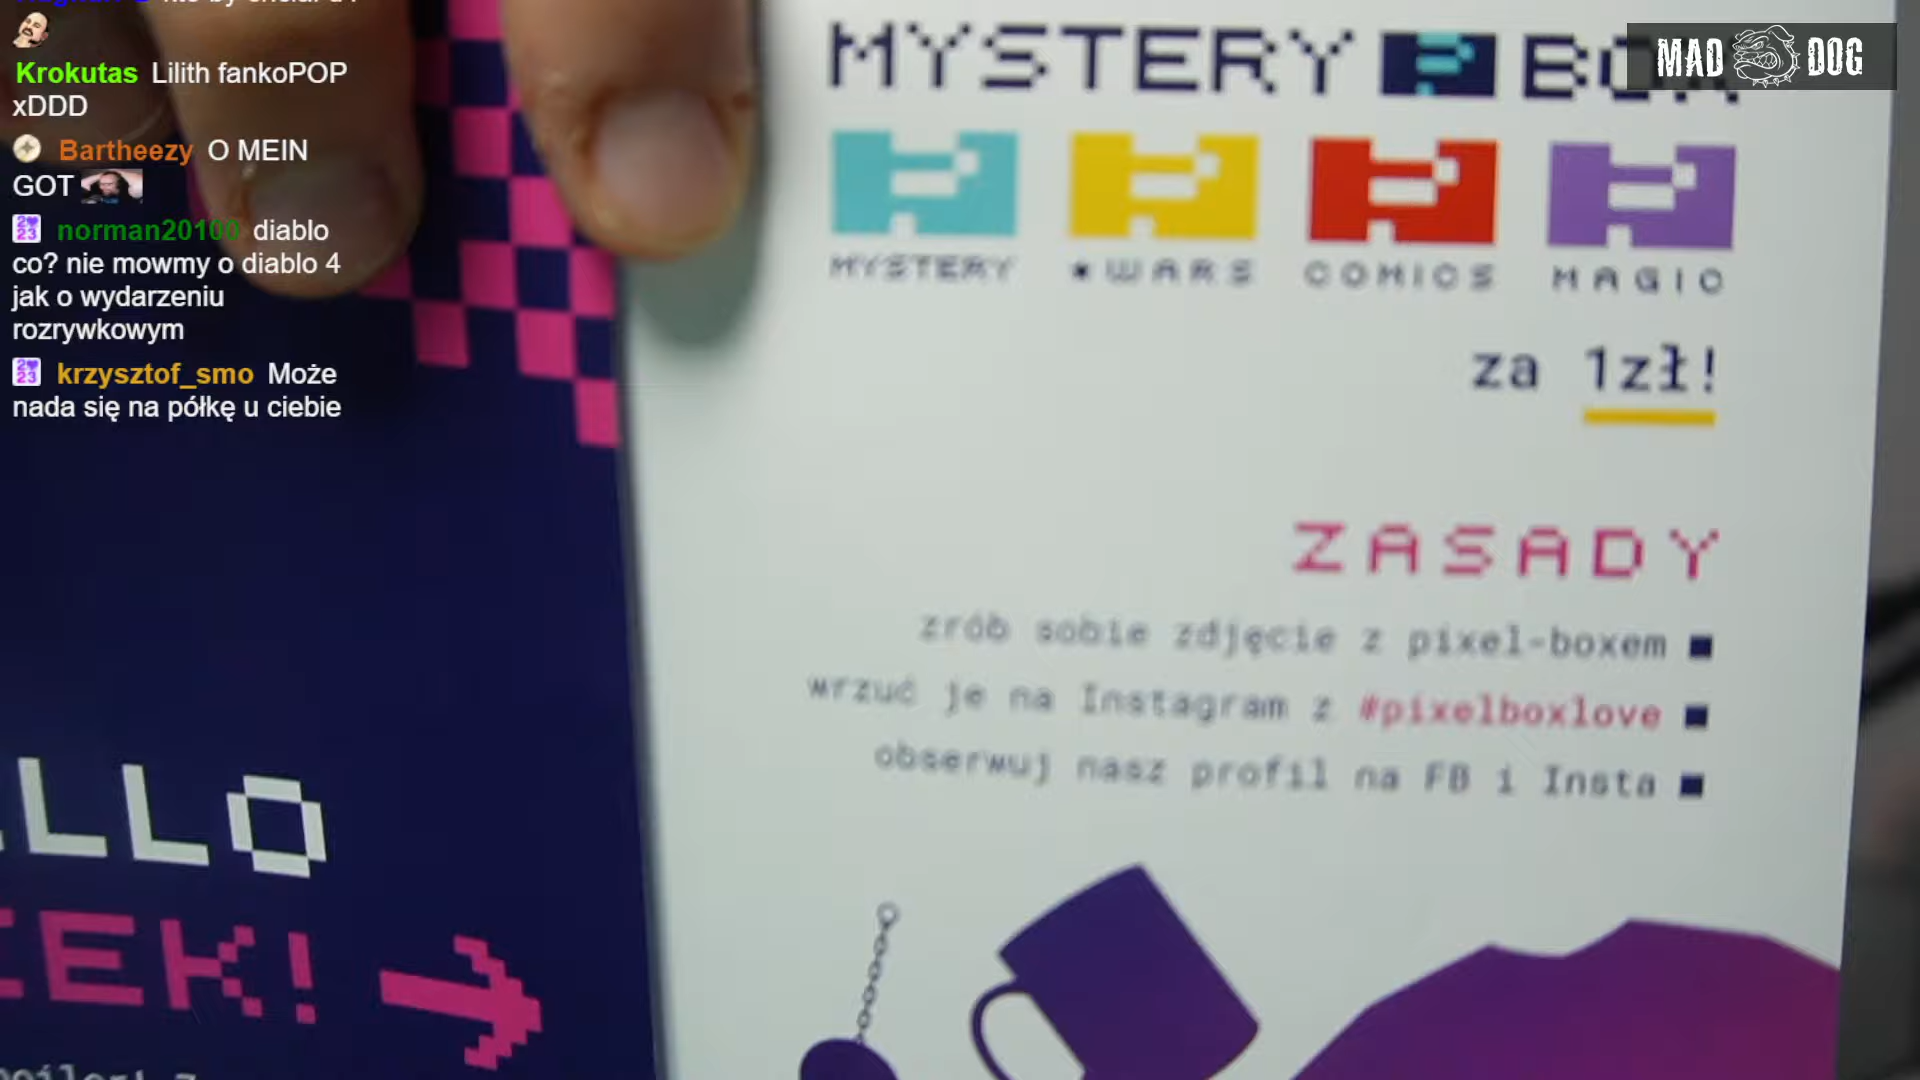 Krokutas Lilith fankoPOP
xDDD
Bartheezy O MEIN
GOT
norman20100 diablo
co? nie mowmy o diablo 4
jak o wydarzeniu
rozrywkowym
krzysztof_smo Może
nada się na półkę u ciebie
MAD DOG
MYSTERY
MYSTERY ★WARS COMICS MAGIC
za 1zł!
ZASADY
zrób sobie zdjęcie z pixel-boxem ■
wrzuć je na Instagram z #pixelboxlove ■
obserwuj nasz profil na FB i Insta ■
LLO
EK!